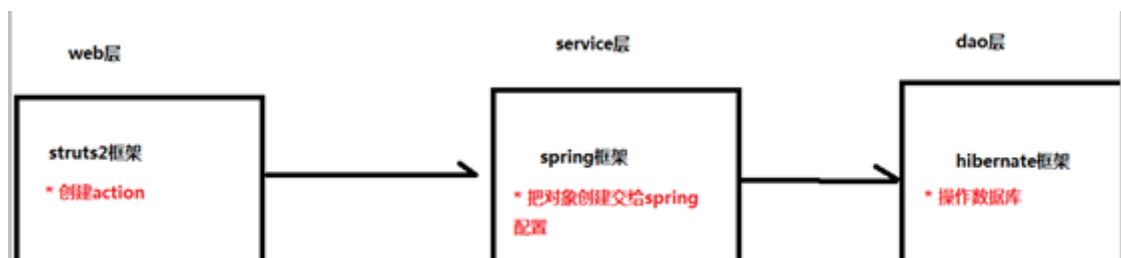 web层
service层
dao层
struts2框架
* 创建action
spring框架
* 把对象创建交给spring
配置
hibernate框架
* 操作数据库